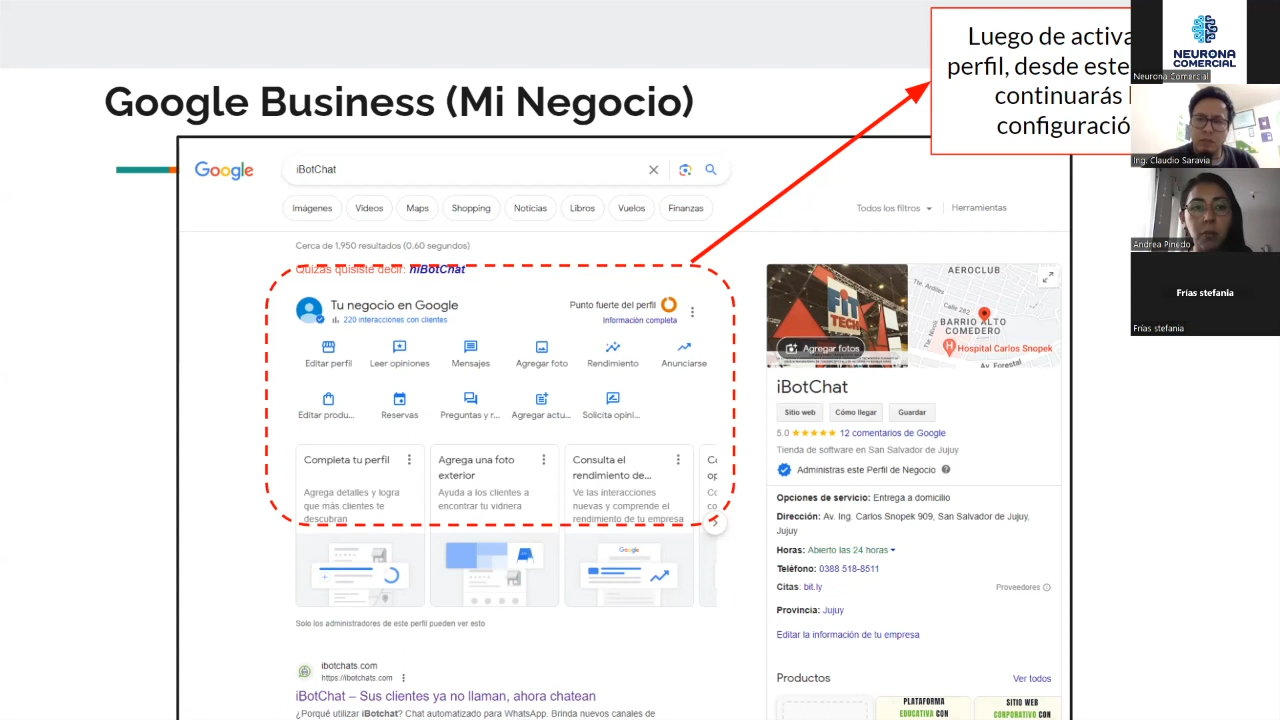 Google Business (Mi Negocio)
Luego de activa
perfil, desde este
continuarás
configuració
NEURONA
COMERCIAL
Neurona Comercial
Ing. Claudio Saravia
Andrea Pinedo
Frías stefania
Frías stefania
Google
iBotChat
Imágenes
Videos
Maps
Shopping
Noticias
Libros
Vuelos
Finanzas
Todos los filtros
Herramientas
Cerca de 1,950 resultados (0.60 segundos)
Quizás quisiste decir: hiBotChat
Tu negocio en Google
220 interacciones con clientes
Punto fuerte del perfil
Información completa
Editar perfil
Leer opiniones
Mensajes
Agregar foto
Rendimiento
Anunciarse
Editar produ...
Reservas
Preguntas y r...
Agregar actu...
Solicita opini...
Completa tu perfil
Agrega detalles y logra
que más clientes te
descubran
Agrega una foto
exterior
Ayuda a los clientes a
encontrar tu vidriera
Consulta el
rendimiento de...
Ve las interacciones
nuevas y comprende el
rendimiento de tu empresa
Google
Solo los administradores de este perfil pueden ver esto
ibotchats.com
https://ibotchats.com
iBotChat – Sus clientes ya no llaman, ahora chatean
¿Porqué utilizar iBotchat? Chat automatizado para WhatsApp. Brinda nuevos canales de
FIT
TECH
Agregar fotos
AEROCLUB
Tte. Ardiles
Calle 282
BARRIO ALTO
COMEDERO
Hospital Carlos Snopek
Av. Forestal
iBotChat
Sitio web
Cómo llegar
Guardar
5.0 ★★★★★ 12 comentarios de Google
Tienda de software en San Salvador de Jujuy
Administras este Perfil de Negocio
Opciones de servicio: Entrega a domicilio
Dirección: Av. Ing. Carlos Snopek 909, San Salvador de Jujuy,
Jujuy
Horas: Abierto las 24 horas
Teléfono: 0388 518-8511
Citas: bit.ly
Proveedores
Provincia: Jujuy
Editar la información de tu empresa
Productos
Ver todos
PLATAFORMA
EDUCATIVA CON
SITIO WEB
CORPORATIVO CON